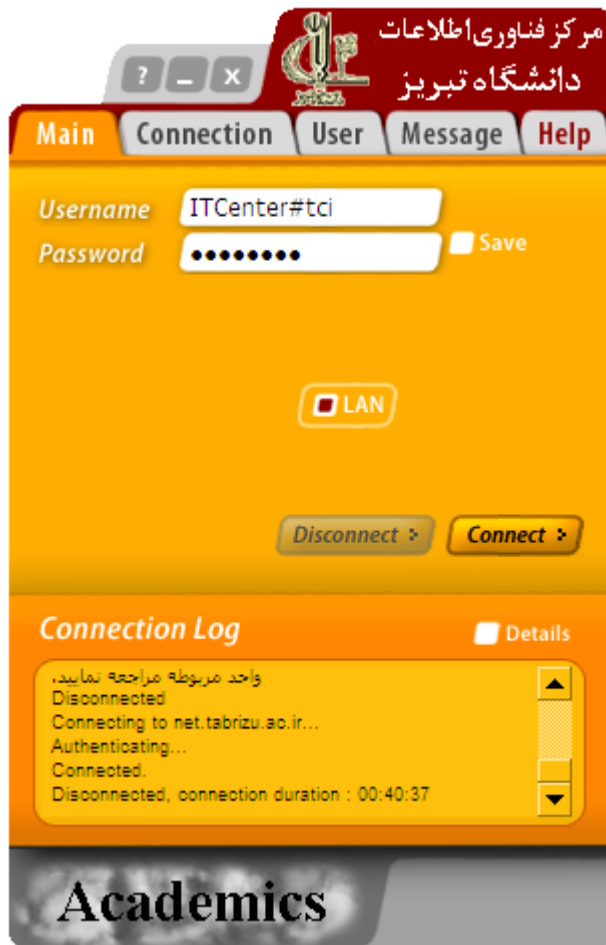 مرکز فناوری اطلاعات
دانشگاه تبریز
? _ x
Main Connection User Message Help
Username ITCenter#tci
Password ●●●●●●●●
Save
LAN
Disconnect Connect
Connection Log Details
واحد مربوطه مراجعه نمایید،
Disconnected
Connecting to net.tabrizu.ac.ir...
Authenticating...
Connected.
Disconnected, connection duration : 00:40:37
Academics